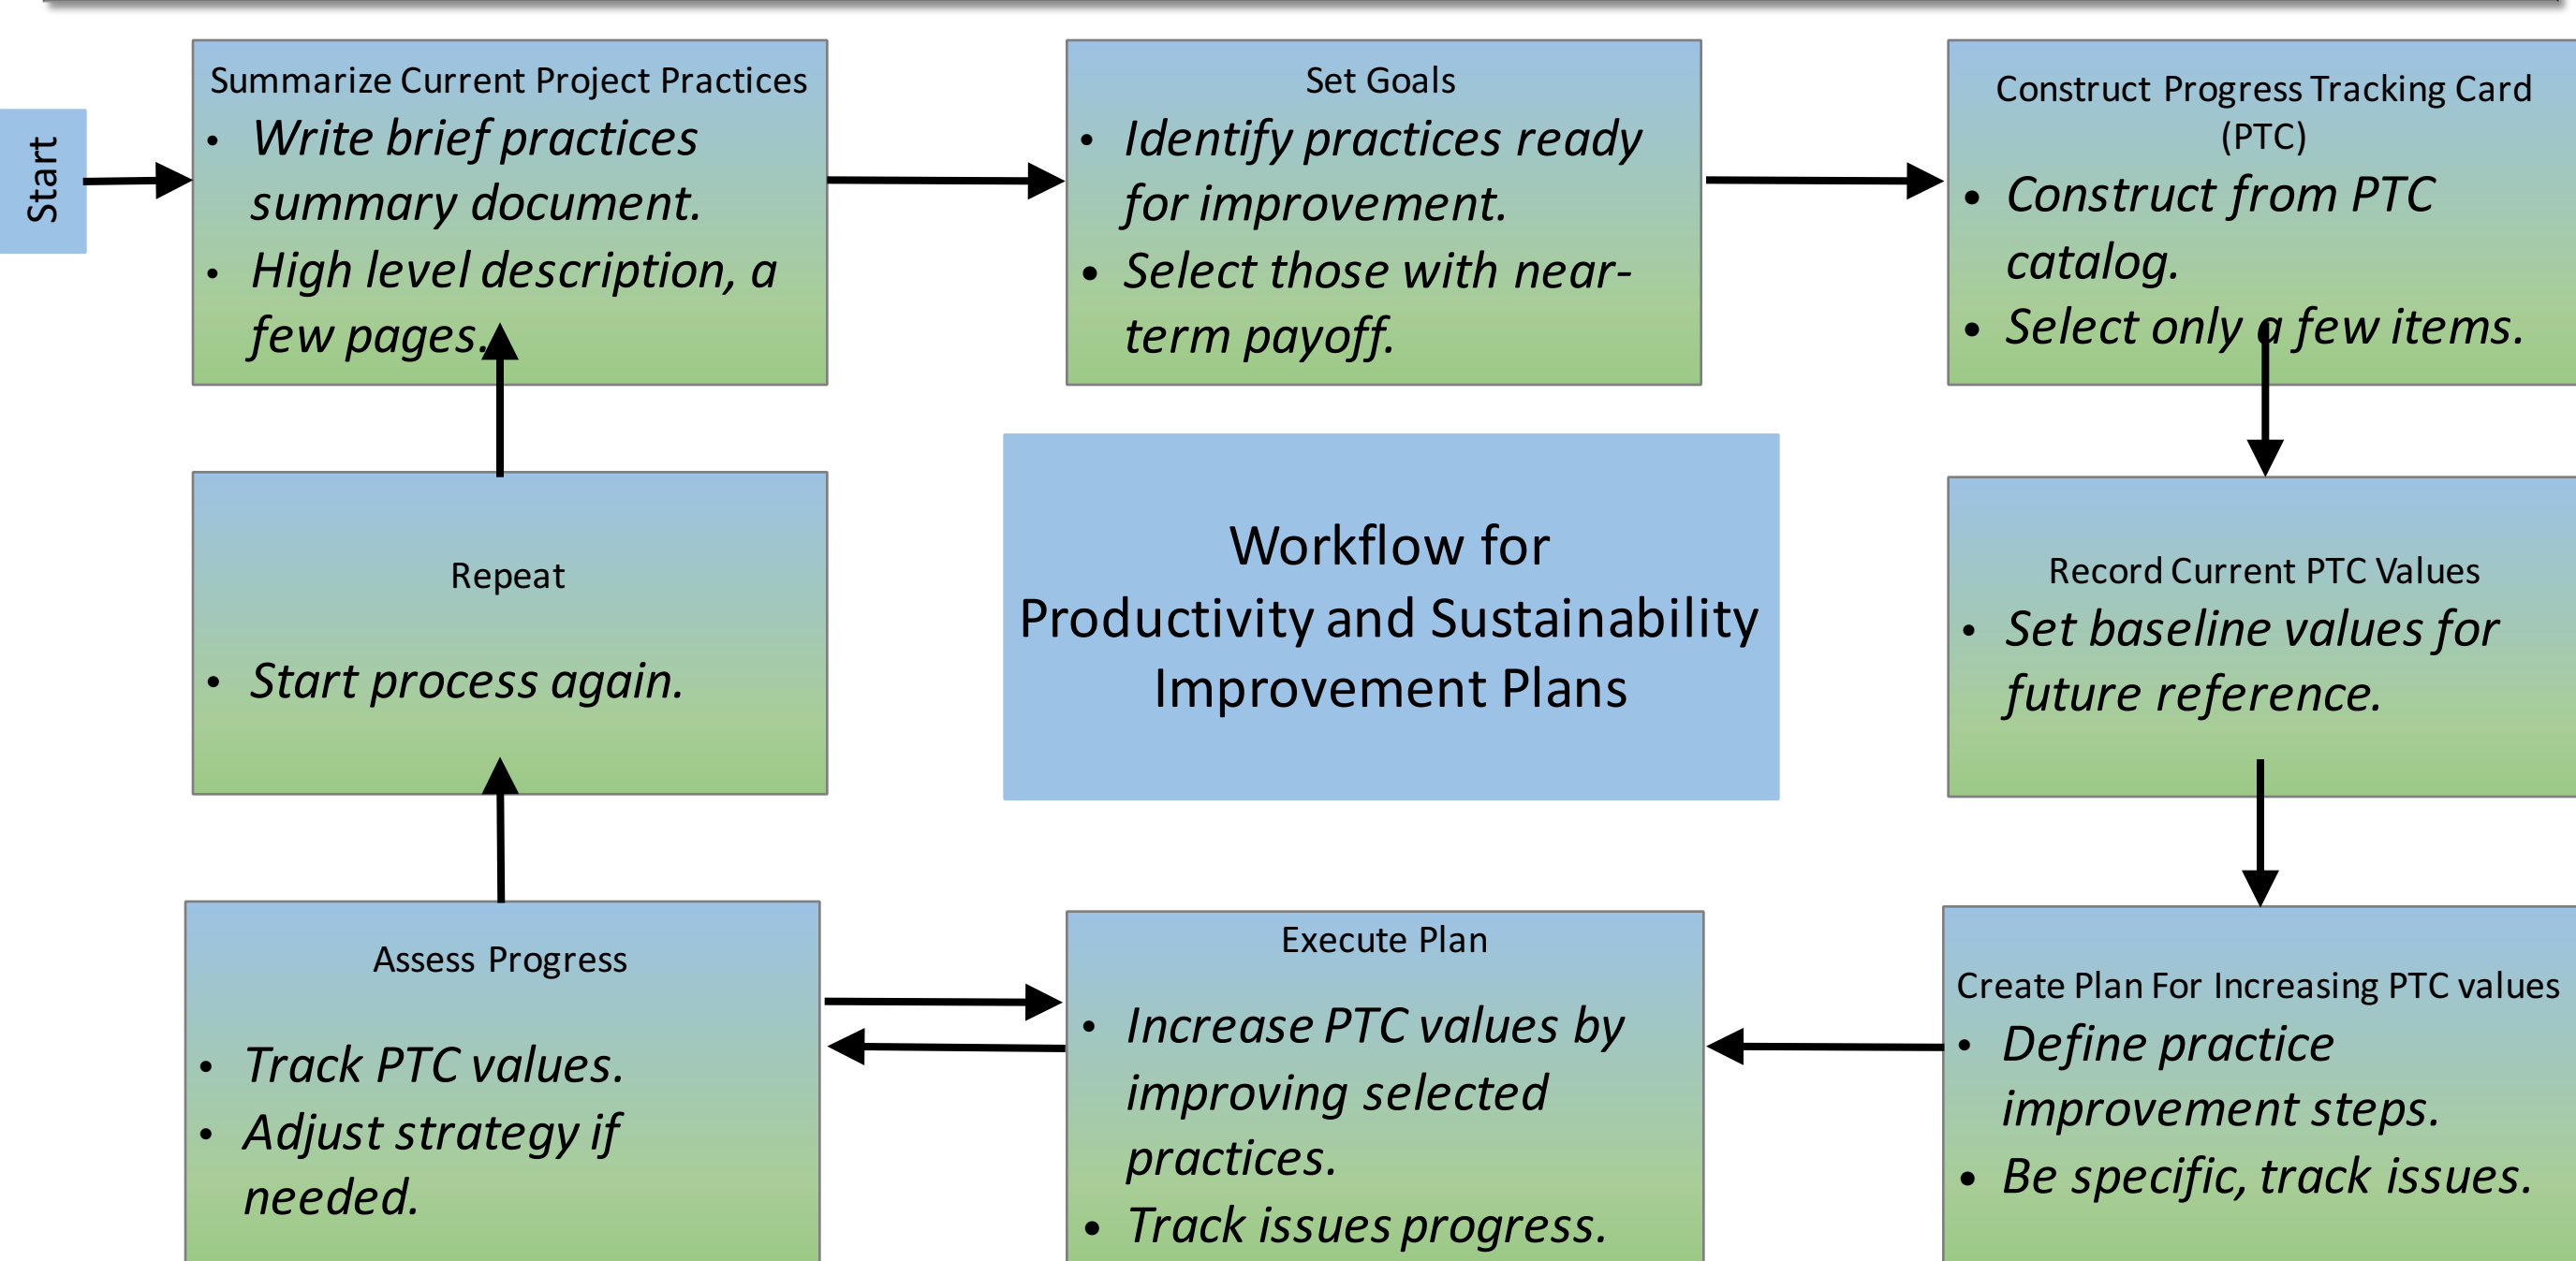 Start
Summarize Current Project Practices
• Write brief practices
summary document.
• High level description, a
few pages.
Set Goals
• Identify practices ready
for improvement.
• Select those with near-
term payoff.
Construct Progress Tracking Card
(PTC)
• Construct from PTC
catalog.
• Select only a few items.
Repeat
• Start process again.
Workflow for
Productivity and Sustainability
Improvement Plans
Record Current PTC Values
• Set baseline values for
future reference.
Assess Progress
• Track PTC values.
• Adjust strategy if
needed.
Execute Plan
• Increase PTC values by
improving selected
practices.
• Track issues progress.
Create Plan For Increasing PTC values
• Define practice
improvement steps.
• Be specific, track issues.